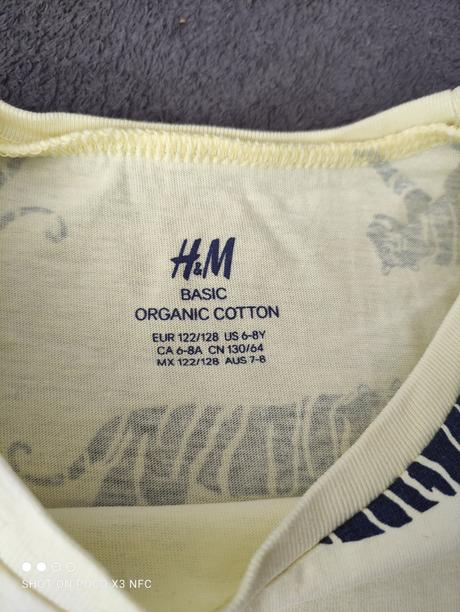 H&M
BASIC
ORGANIC COTTON
EUR 122/128 US 6-8Y
CA 6-8A CN 130/64
MX 122/128 AUS 7-8
SHOT ON POCO X3 NFC